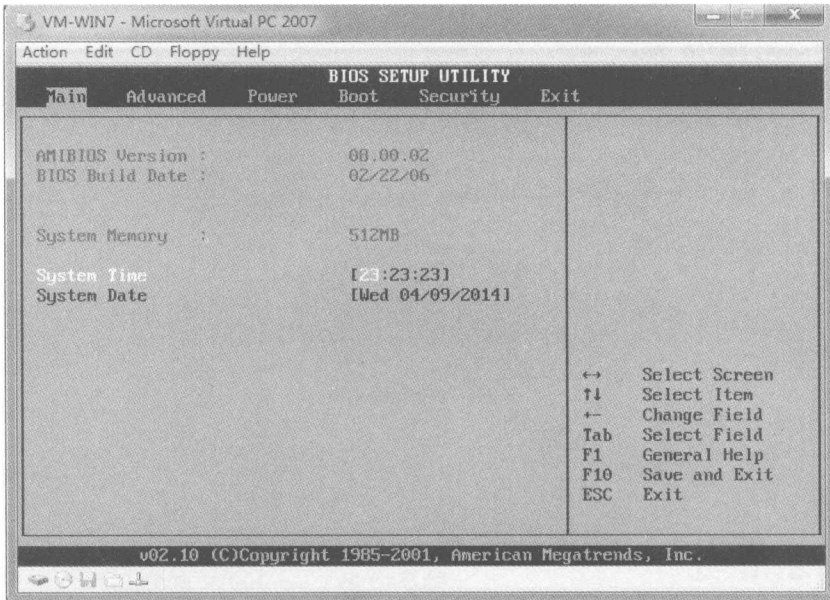 VM-WIN7 - Microsoft Virtual PC 2007
Action Edit CD Floppy Help
BIOS SETUP UTILITY
Main Advanced Power Boot Security Exit
AMIBIOS Version : 08.00.02
BIOS Build Date : 02/22/06
System Memory : 512MB
System Time [23:23:23]
System Date [Wed 04/09/2014]
↔ Select Screen
↑↓ Select Item
+- Change Field
Tab Select Field
F1 General Help
F10 Save and Exit
ESC Exit
v02.10 (C)Copyright 1985-2001, American Megatrends, Inc.